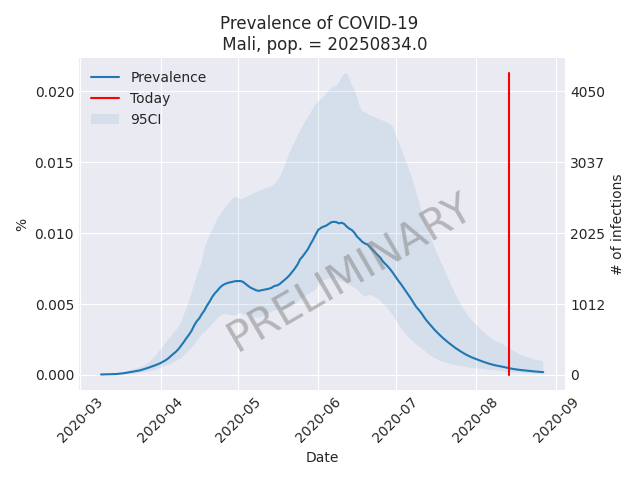 Prevalence of COVID-19
Mali, pop. = 20250834.0
Prevalence
Today
95CI
PRELIMINARY
0.020
0.015
0.010
0.005
0.000
%
4050
3037
2025
1012
0
# of infections
2020-03
2020-04
2020-05
2020-06
2020-07
2020-08
2020-09
Date